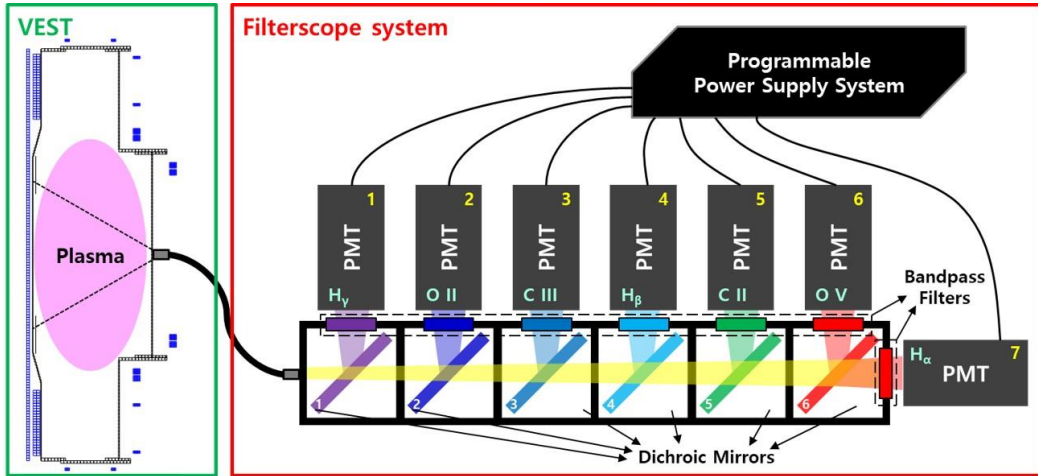 VEST
Filterscope system
Programmable
Power Supply System
Plasma
1
PMT
Hγ
2
PMT
O II
3
PMT
C III
4
PMT
Hβ
5
PMT
C II
6
PMT
O V
Bandpass
Filters
Hα
7
PMT
1
2
3
4
5
6
Dichroic Mirrors